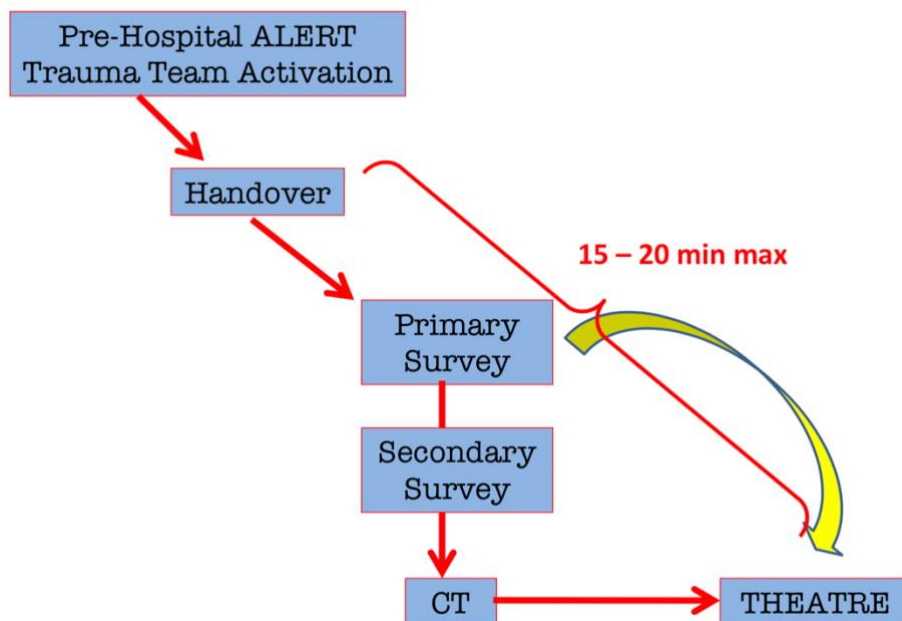 Pre-Hospital ALERT
Trauma Team Activation
Handover
15 – 20 min max
Primary
Survey
Secondary
Survey
CT
THEATRE